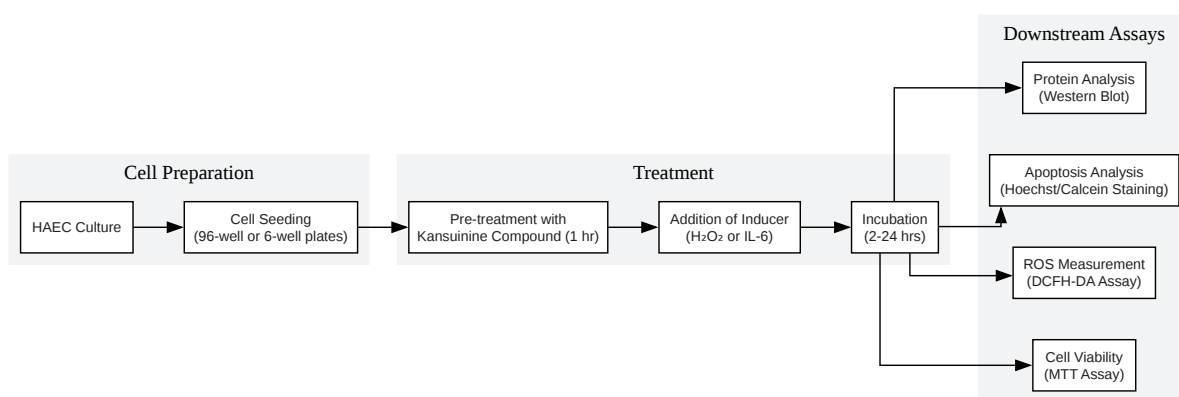 Cell Preparation
HAEC Culture
Cell Seeding
(96-well or 6-well plates)
Treatment
Pre-treatment with
Kansuinine Compound (1 hr)
Addition of Inducer
(H₂O₂ or IL-6)
Incubation
(2-24 hrs)
Downstream Assays
Protein Analysis
(Western Blot)
Apoptosis Analysis
(Hoechst/Calcein Staining)
ROS Measurement
(DCFH-DA Assay)
Cell Viability
(MTT Assay)